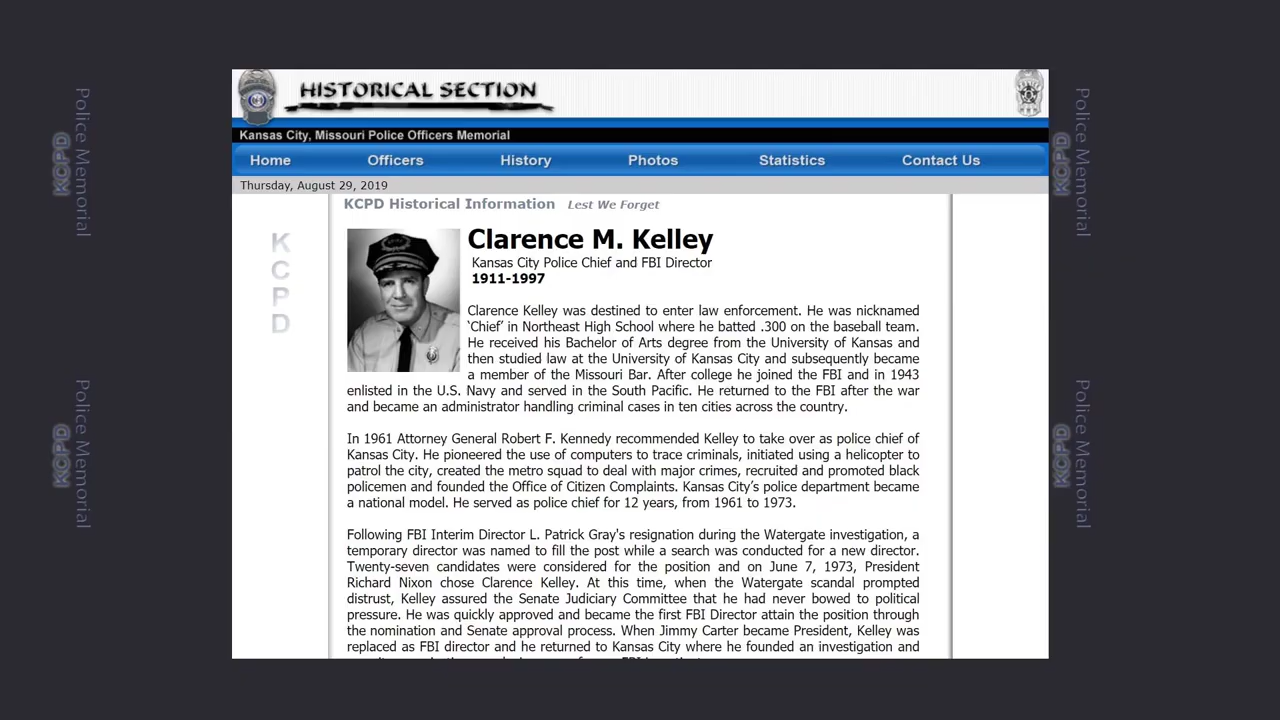 HISTORICAL SECTION
Kansas City, Missouri Police Officers Memorial
Home Officers History Photos Statistics Contact Us
Thursday, August 29, 2019
KCPD Historical Information Lest We Forget
K
C
P
D
Clarence M. Kelley
Kansas City Police Chief and FBI Director
1911-1997
Clarence Kelley was destined to enter law enforcement. He was nicknamed
‘Chief’ in Northeast High School where he batted .300 on the baseball team.
He received his Bachelor of Arts degree from the University of Kansas and
then studied law at the University of Kansas City and subsequently became
a member of the Missouri Bar. After college he joined the FBI and in 1943
enlisted in the U.S. Navy and served in the South Pacific. He returned to the FBI after the war
and became an administrator handling criminal cases in ten cities across the country.
In 1961 Attorney General Robert F. Kennedy recommended Kelley to take over as police chief of
Kansas City. He pioneered the use of computers to trace criminals, initiated using a helicopter to
patrol the city, created the metro squad to deal with major crimes, recruited and promoted black
policemen and founded the Office of Citizen Complaints. Kansas City’s police department became
a national model. He served as police chief for 12 years, from 1961 to 1973.
Following FBI Interim Director L. Patrick Gray's resignation during the Watergate investigation, a
temporary director was named to fill the post while a search was conducted for a new director.
Twenty-seven candidates were considered for the position and on June 7, 1973, President
Richard Nixon chose Clarence Kelley. At this time, when the Watergate scandal prompted
distrust, Kelley assured the Senate Judiciary Committee that he had never bowed to political
pressure. He was quickly approved and became the first FBI Director attain the position through
the nomination and Senate approval process. When Jimmy Carter became President, Kelley was
replaced as FBI director and he returned to Kansas City where he founded an investigation and
KCPD
Police Memorial
KCPD
Police Memorial
KCPD
Police Memorial
KCPD
Police Memorial